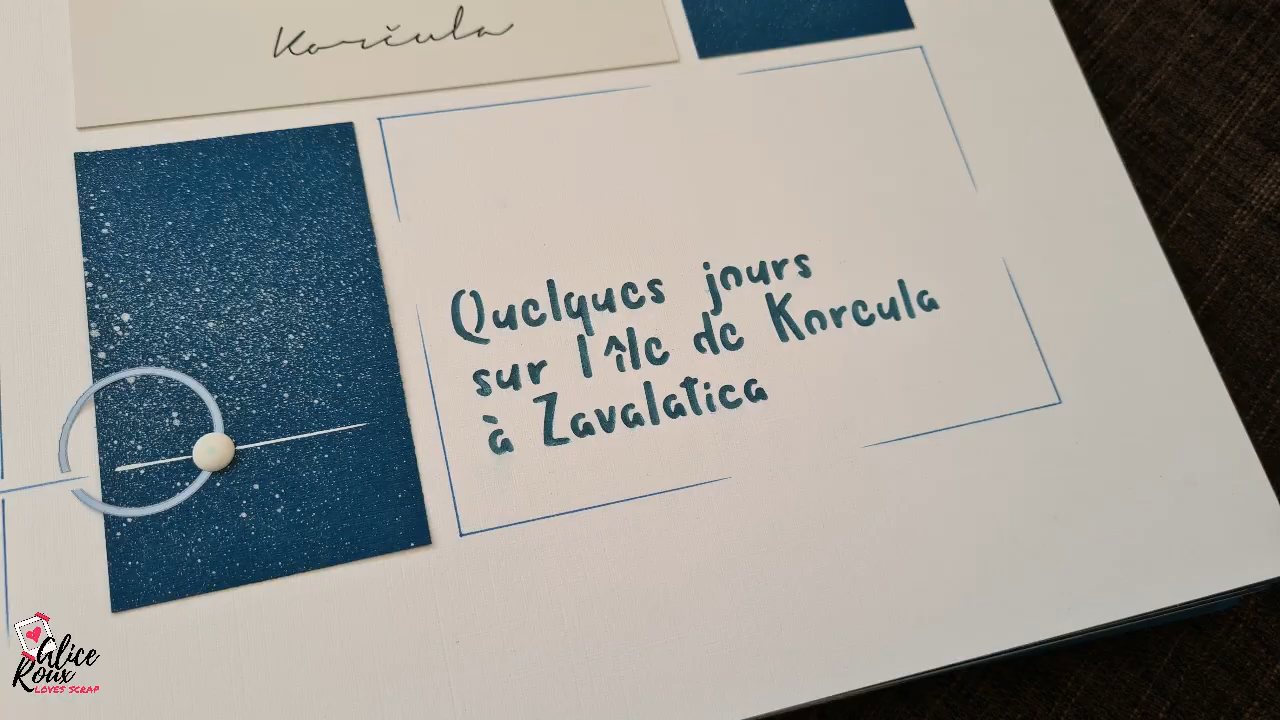 Korčula
Quelques jours
sur l'île de Korcula
à Zavalatica
Alice
Roux
LOVES SCRAP